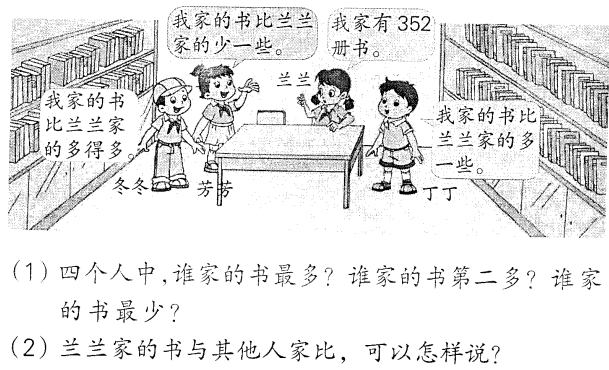 我家的书比兰兰
家的少一些。
我家有352
册书。
兰兰
我家的书
比兰兰家
的多得多。
我家的书比
兰兰家的多
一些。
冬冬
芳芳
丁丁
(1) 四个人中,谁家的书最多?谁家的书第二多?谁家
的书最少?
(2) 兰兰家的书与其他人家比，可以怎样说?